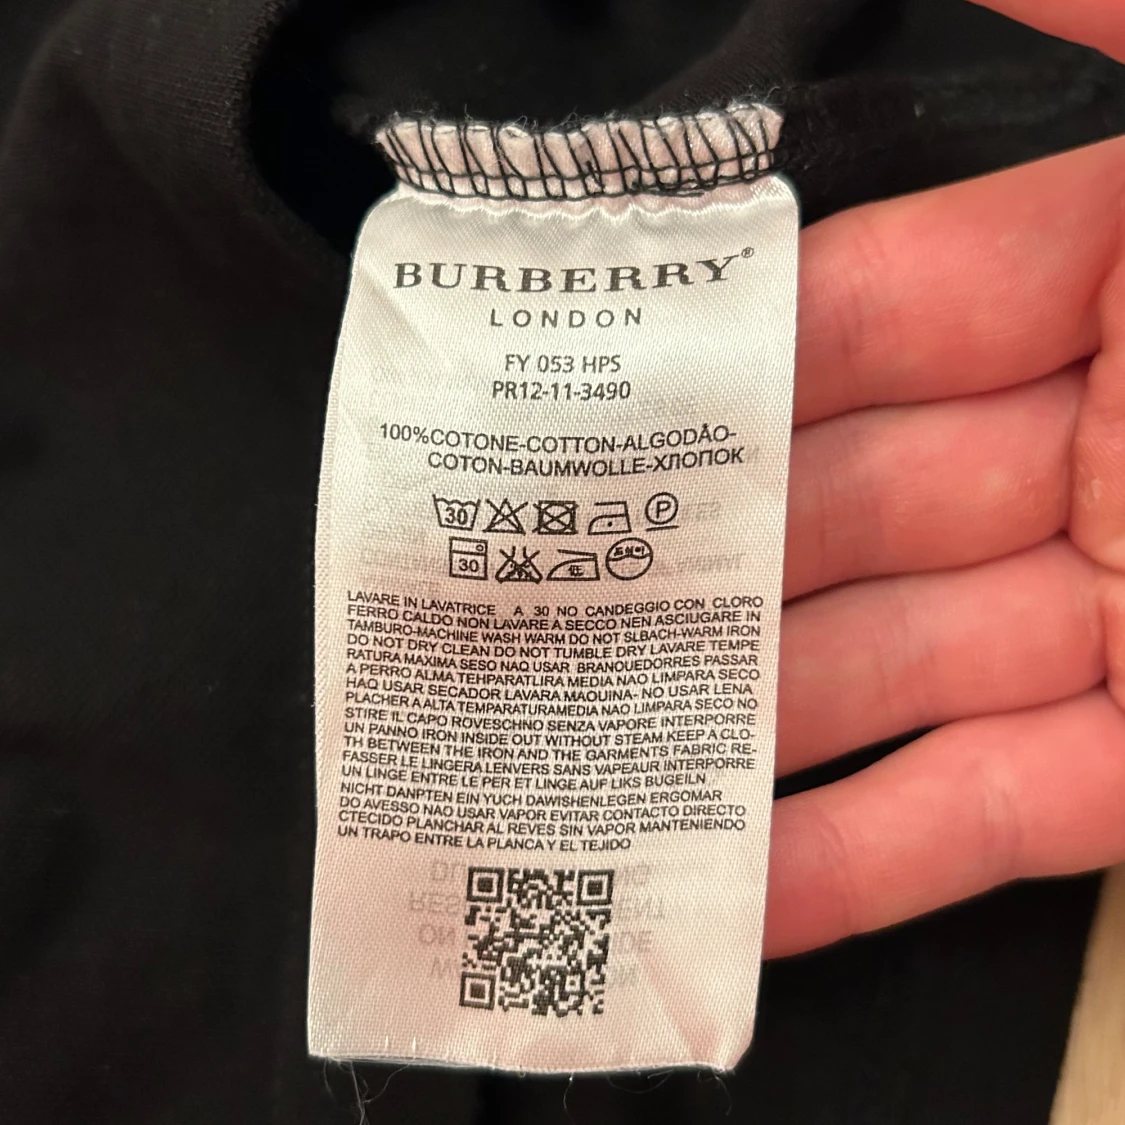 BURBERRY®
LONDON
FY 053 HPS
PR12-11-3490
100%COTONE-COTTON-ALGODÃO-
COTON-BAUMWOLLE-ХЛОПОК
30
P
30
低
LAVARE IN LAVATRICE A 30 NO CANDEGGIO CON CLORO
FERRO CALDO NON LAVARE A SECCO NEN ASCIUGARE IN
TAMBURO-MACHINE WASH WARM DO NOT SLBACH-WARM IRON
DO NOT DRY CLEAN DO NOT TUMBLE DRY LAVARE TEMPE
RATURA MAXIMA SESO NAQ USAR BRANQUEDORRES PASSAR
A PERRO ALMA TEHPARATLIRA MEDIA NAO LIMPARA SECO
HAQ USAR SECADOR LAVARA MAOUINA- NO USAR LENA
PLACHER A ALTA TEMPARATURAMEDIA NAO LIMPARA SECO NO
STIRE IL CAPO ROVESCHNO SENZA VAPORE INTERPORRE
UN PANNO IRON INSIDE OUT WITHOUT STEAM KEEP A CLO-
TH BETWEEN THE IRON AND THE GARMENTS FABRIC RE-
FASSER LE LINGERA LENVERS SANS VAPEAUR INTERPORRE
UN LINGE ENTRE LE PER ET LINGE AUF LIKS BUGEILN
NICHT DANPTEN EIN YUCH DAWISHENLEGEN ERGOMAR
DO AVESSO NAO USAR VAPOR EVITAR CONTACTO DIRECTO
CTECIDO PLANCHAR AL REVES SIN VAPOR MANTENIENDO
UN TRAPO ENTRE LA PLANCA Y EL TEJIDO